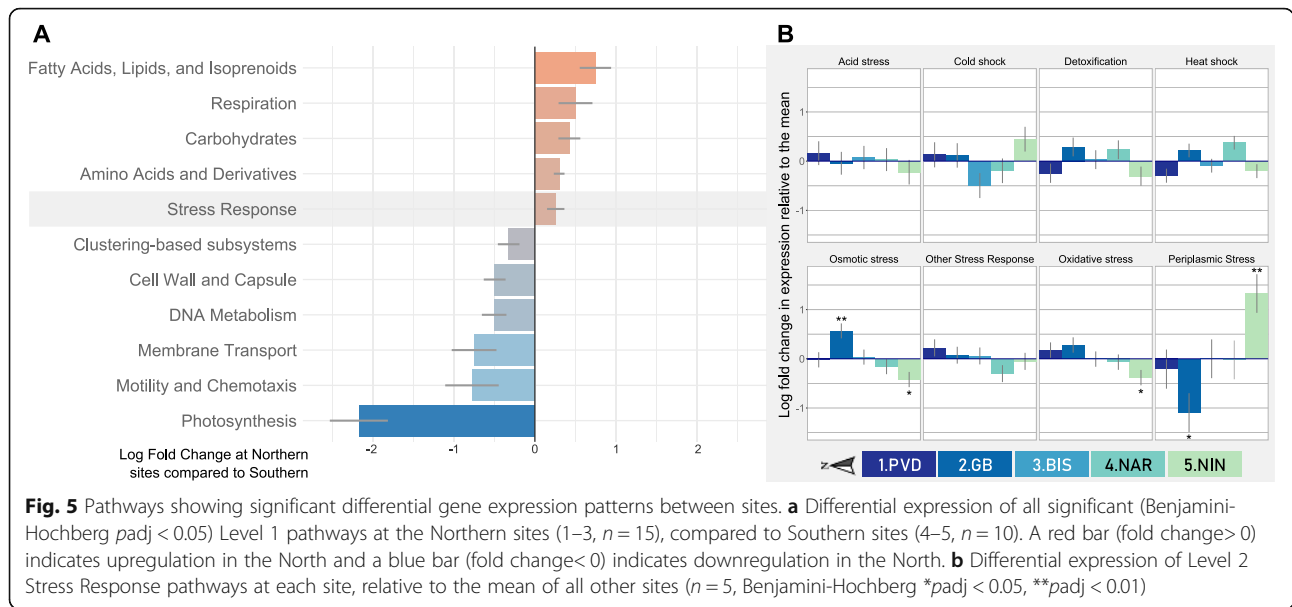 A
Fatty Acids, Lipids, and Isoprenoids
Respiration
Carbohydrates
Amino Acids and Derivatives
Stress Response
Clustering-based subsystems
Cell Wall and Capsule
DNA Metabolism
Membrane Transport
Motility and Chemotaxis
Photosynthesis
-2 -1 0 1 2
Log Fold Change at Northern
sites compared to Southern
B
Log fold change in expression relative to the mean
Acid stress Cold shock Detoxification Heat shock
1
0
-1
Osmotic stress Other Stress Response Oxidative stress Periplasmic Stress
1
0
-1
** * * * **
N 1.PVD 2.GB 3.BIS 4.NAR 5.NIN
Fig. 5 Pathways showing significant differential gene expression patterns between sites. a Differential expression of all significant (Benjamini-
Hochberg padj < 0.05) Level 1 pathways at the Northern sites (1–3, n = 15), compared to Southern sites (4–5, n = 10). A red bar (fold change> 0)
indicates upregulation in the North and a blue bar (fold change< 0) indicates downregulation in the North. b Differential expression of Level 2
Stress Response pathways at each site, relative to the mean of all other sites (n = 5, Benjamini-Hochberg *padj < 0.05, **padj < 0.01)